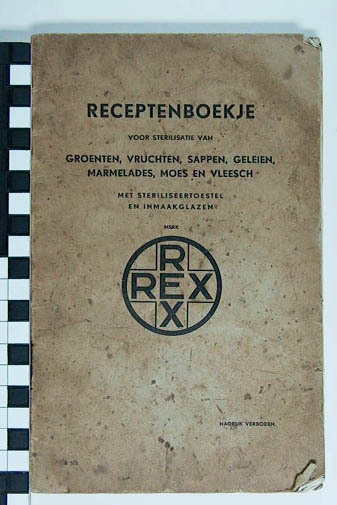 RECEPTENBOEKJE
VOOR STERILISATIE VAN
GROENTEN, VRUCHTEN, SAPPEN, GELEIEN,
MARMELADES, MOES EN VLEESCH
MET STERILISEERTOESTEL
EN INMAAKGLAZEN
MERK
REX
REX
NADRUK VERBODEN.